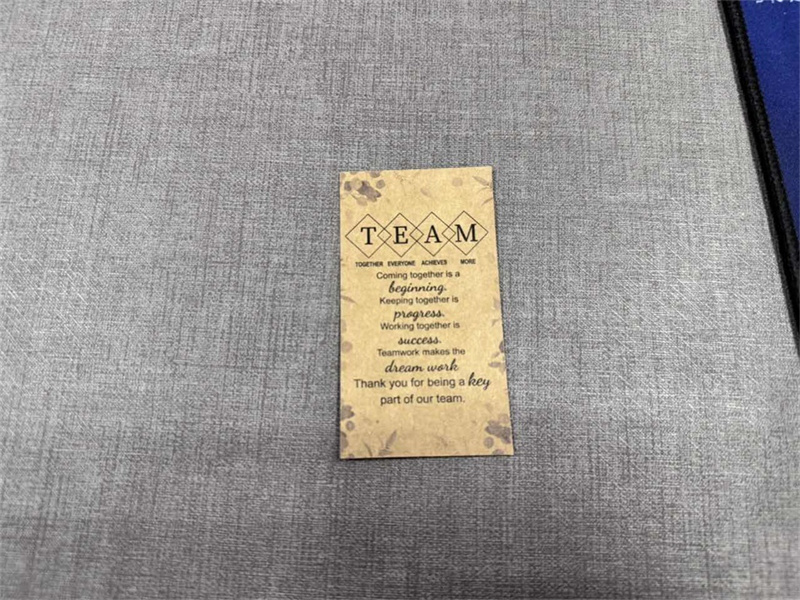 TEAM
TOGETHER EVERYONE ACHIEVES MORE
Coming together is a
beginning.
Keeping together is
progress.
Working together is
success.
Teamwork makes the
dream work
Thank you for being a key
part of our team.